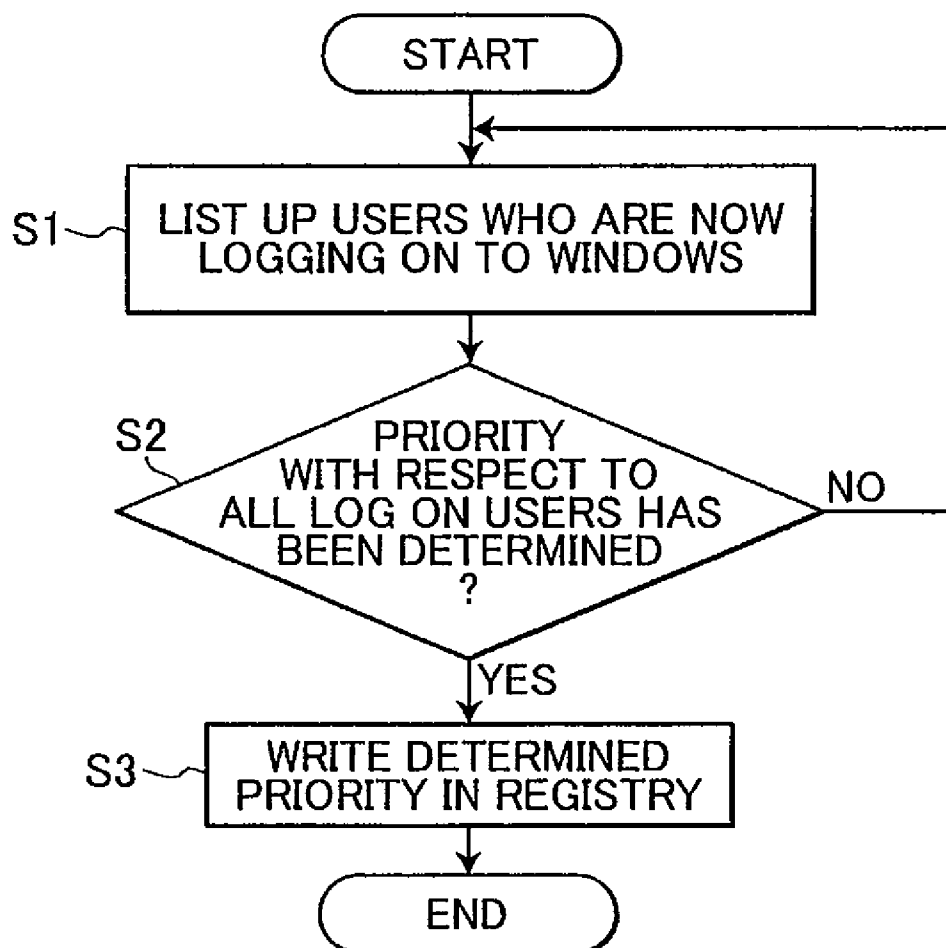 START
S1
LIST UP USERS WHO ARE NOW
LOGGING ON TO WINDOWS
S2
PRIORITY
WITH RESPECT TO
ALL LOG ON USERS HAS
BEEN DETERMINED
?
NO
YES
S3
WRITE DETERMINED
PRIORITY IN REGISTRY
END